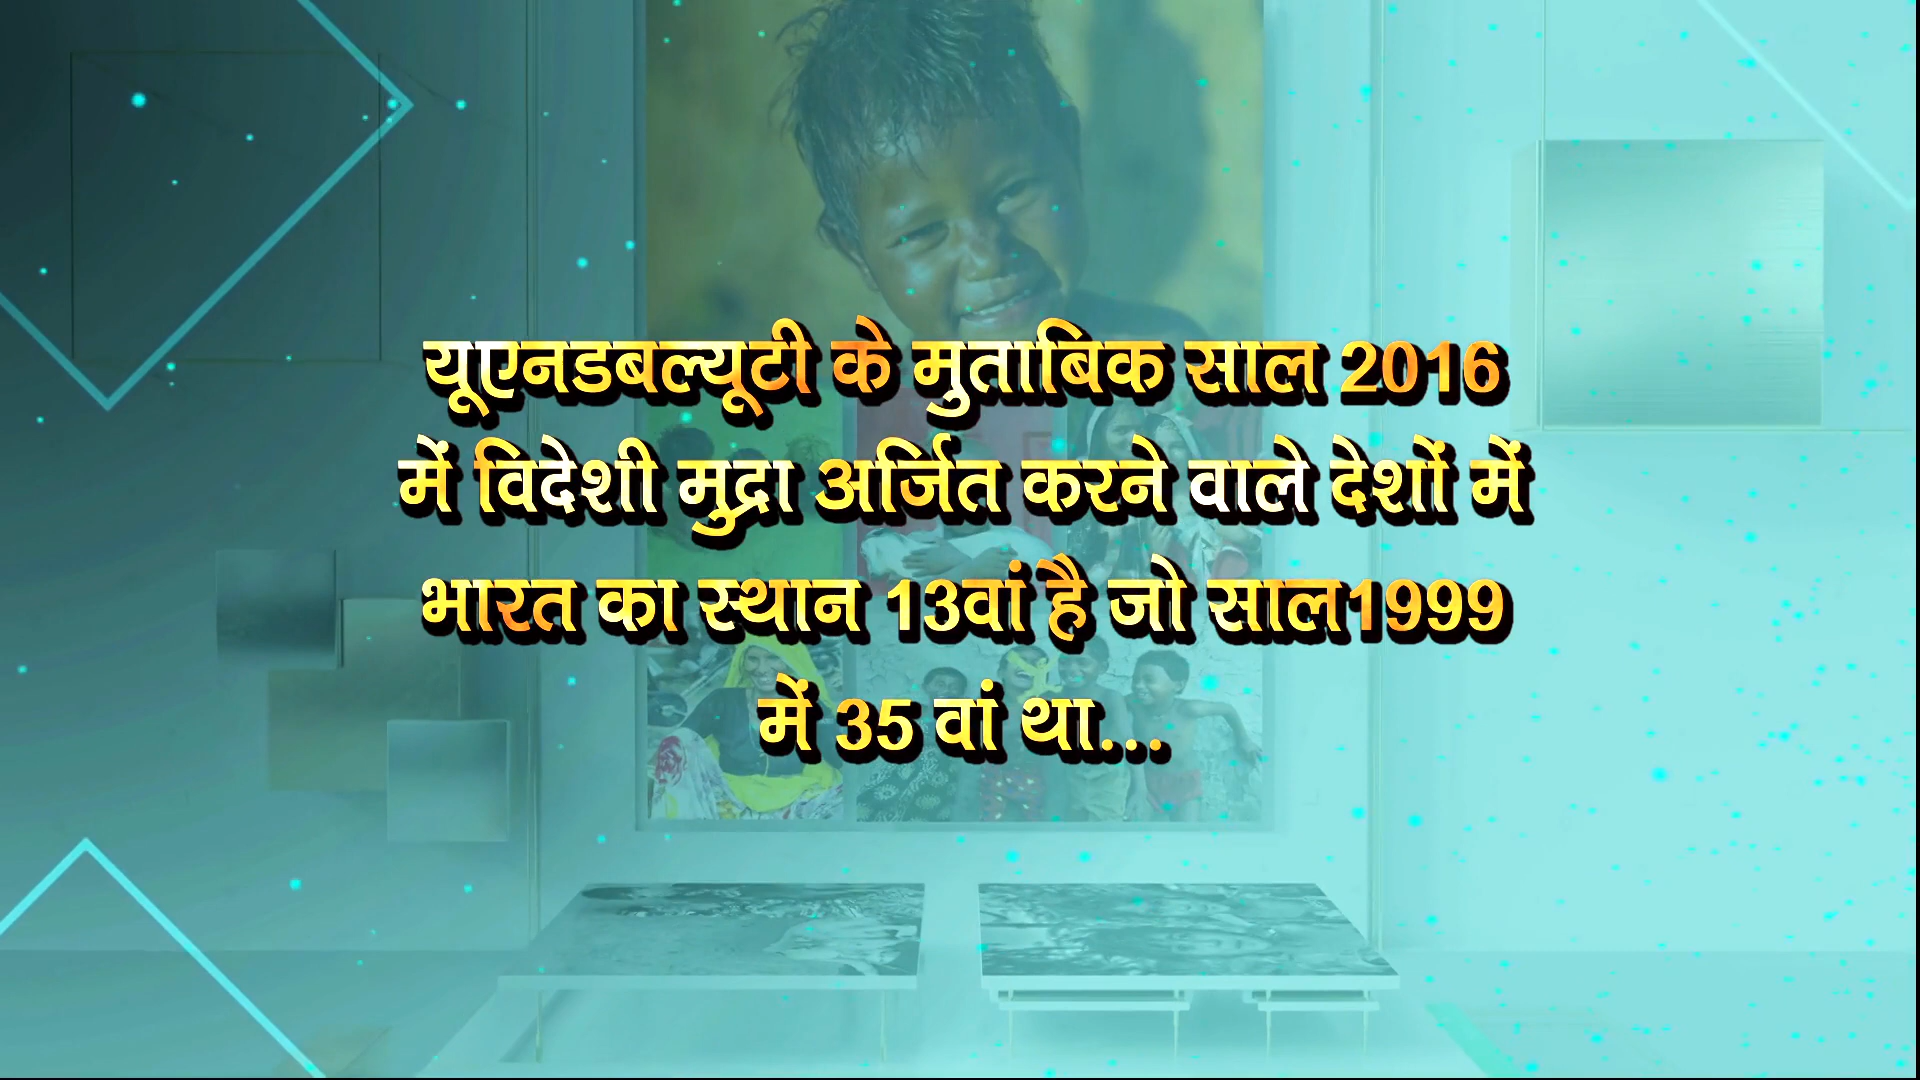 यूएनडबल्यूटी के मुताबिक साल 2016
में विदेशी मुद्रा अर्जित करने वाले देशों में
भारत का स्थान 13वां है जो साल1999
में 35 वां था...